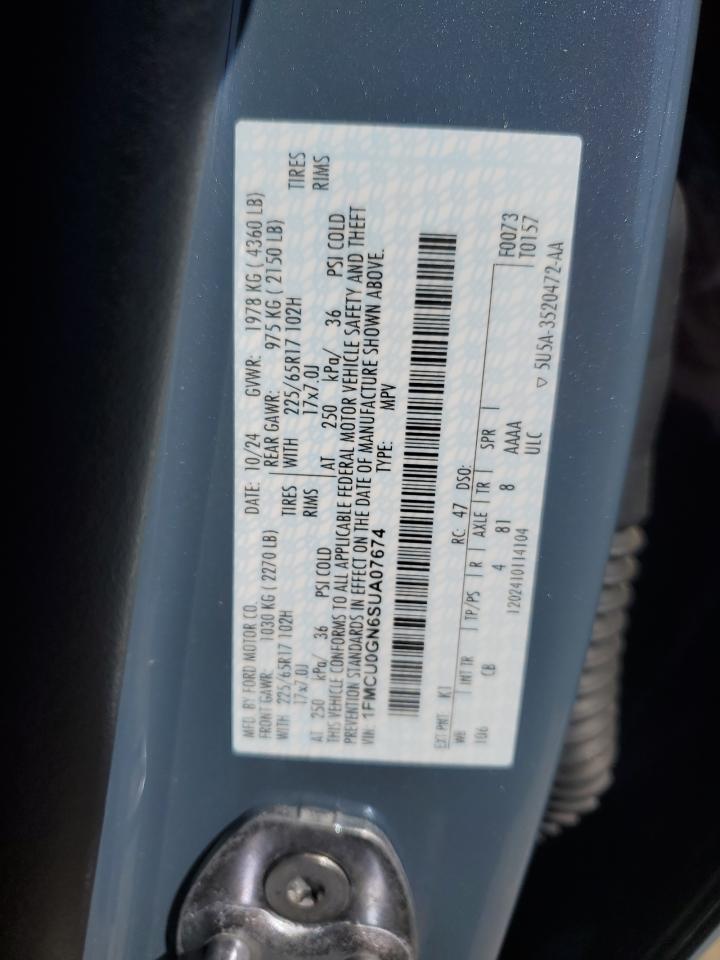 MFD BY FORD MOTOR CO. DATE: 10/24 GVWR: 1978 KG ( 4360 LB)
FRONT GAWR: 1030 KG ( 2270 LB) REAR GAWR: 975 KG ( 2150 LB)
WITH 225/65R17 102H TIRES WITH 225/65R17 102H TIRES
17x7.0J RIMS 17x7.0J RIMS
AT 250 kPa/ 36 PSI COLD AT 250 kPa/ 36 PSI COLD
THIS VEHICLE CONFORMS TO ALL APPLICABLE FEDERAL MOTOR VEHICLE SAFETY AND THEFT
PREVENTION STANDARDS IN EFFECT ON THE DATE OF MANUFACTURE SHOWN ABOVE.
VIN: 1FMCU0GN6SUA07674 TYPE: MPV
EXT PNT: K1 RC: 47 DSO: F0073
WB INT TR TP/PS R AXLE TR SPR T0157
106 CB 4 81 8 AAAA
1202410114104 ULC ▽ 5U5A-3520472-AA